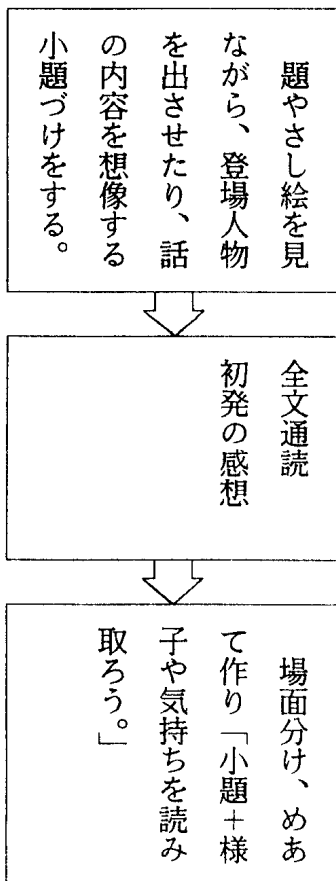 題やさし絵を見
ながら、登場人物
を出させたり、話
の内容を想像する
小題づけをする。
全文通読
初発の感想
場面分け、めあ
て作り「小題+様
子や気持ちを読み
取ろう。」